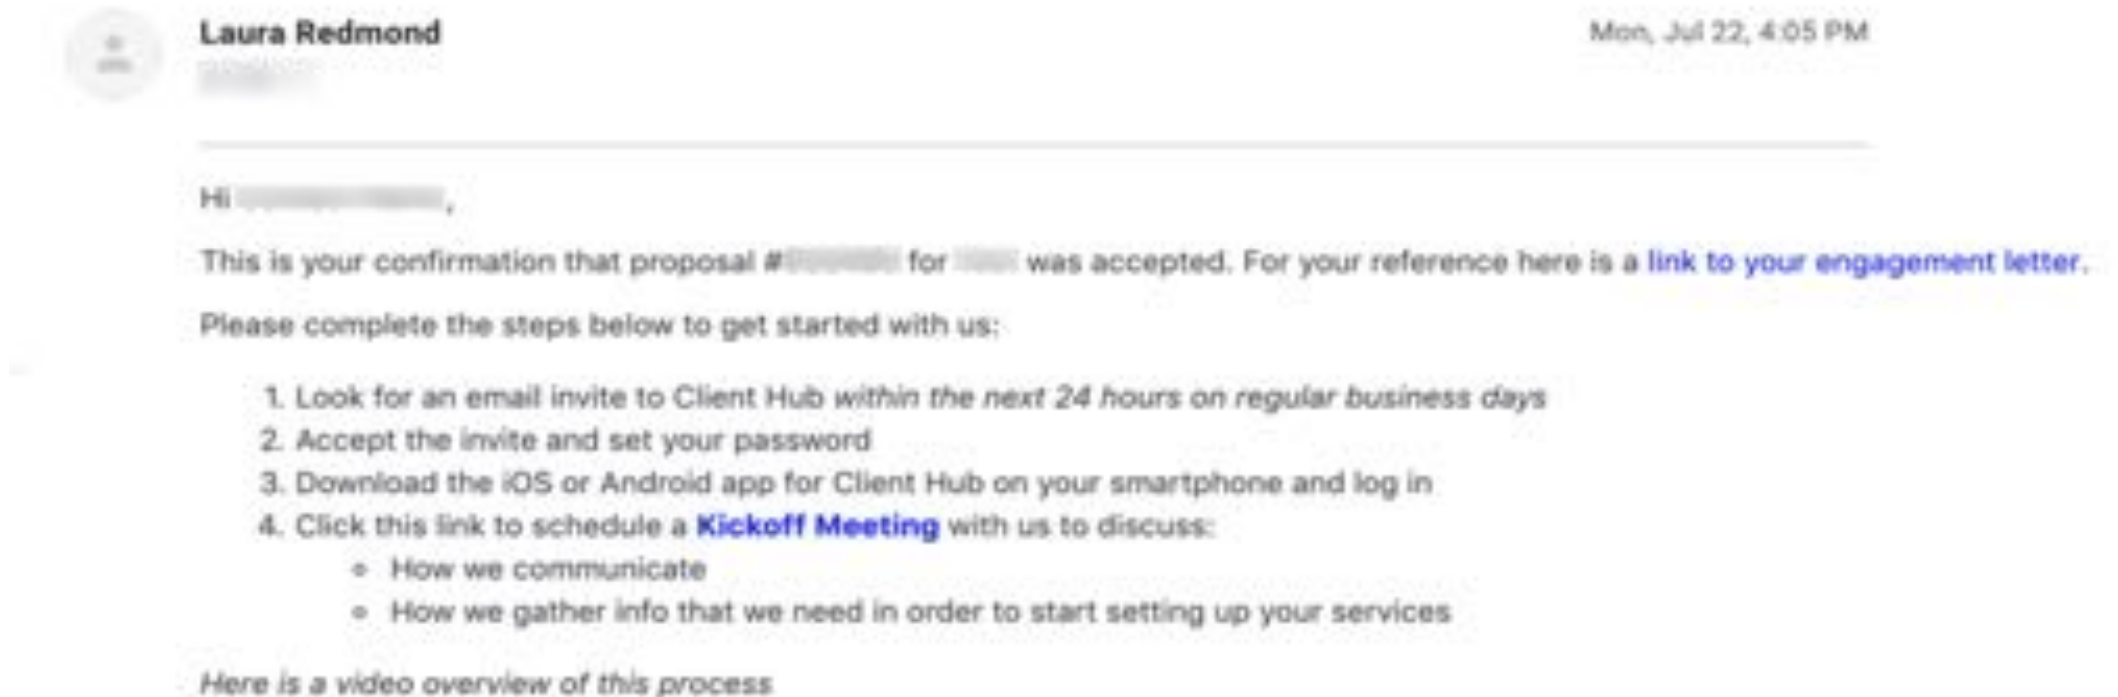 Laura Redmond
Mon, Jul 22, 4:05 PM
Hi ,
This is your confirmation that proposal # for was accepted. For your reference here is a link to your engagement letter.
Please complete the steps below to get started with us:
1. Look for an email invite to Client Hub within the next 24 hours on regular business days
2. Accept the invite and set your password
3. Download the iOS or Android app for Client Hub on your smartphone and log in
4. Click this link to schedule a Kickoff Meeting with us to discuss:
∘ How we communicate
∘ How we gather info that we need in order to start setting up your services
Here is a video overview of this process